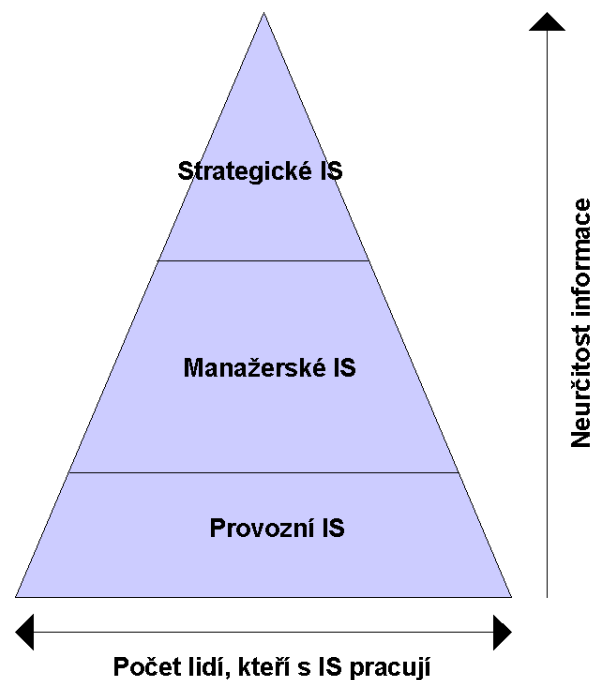 Strategické IS
Manažerské IS
Provozní IS
Počet lidí, kteří s IS pracují
Neurčitost informace